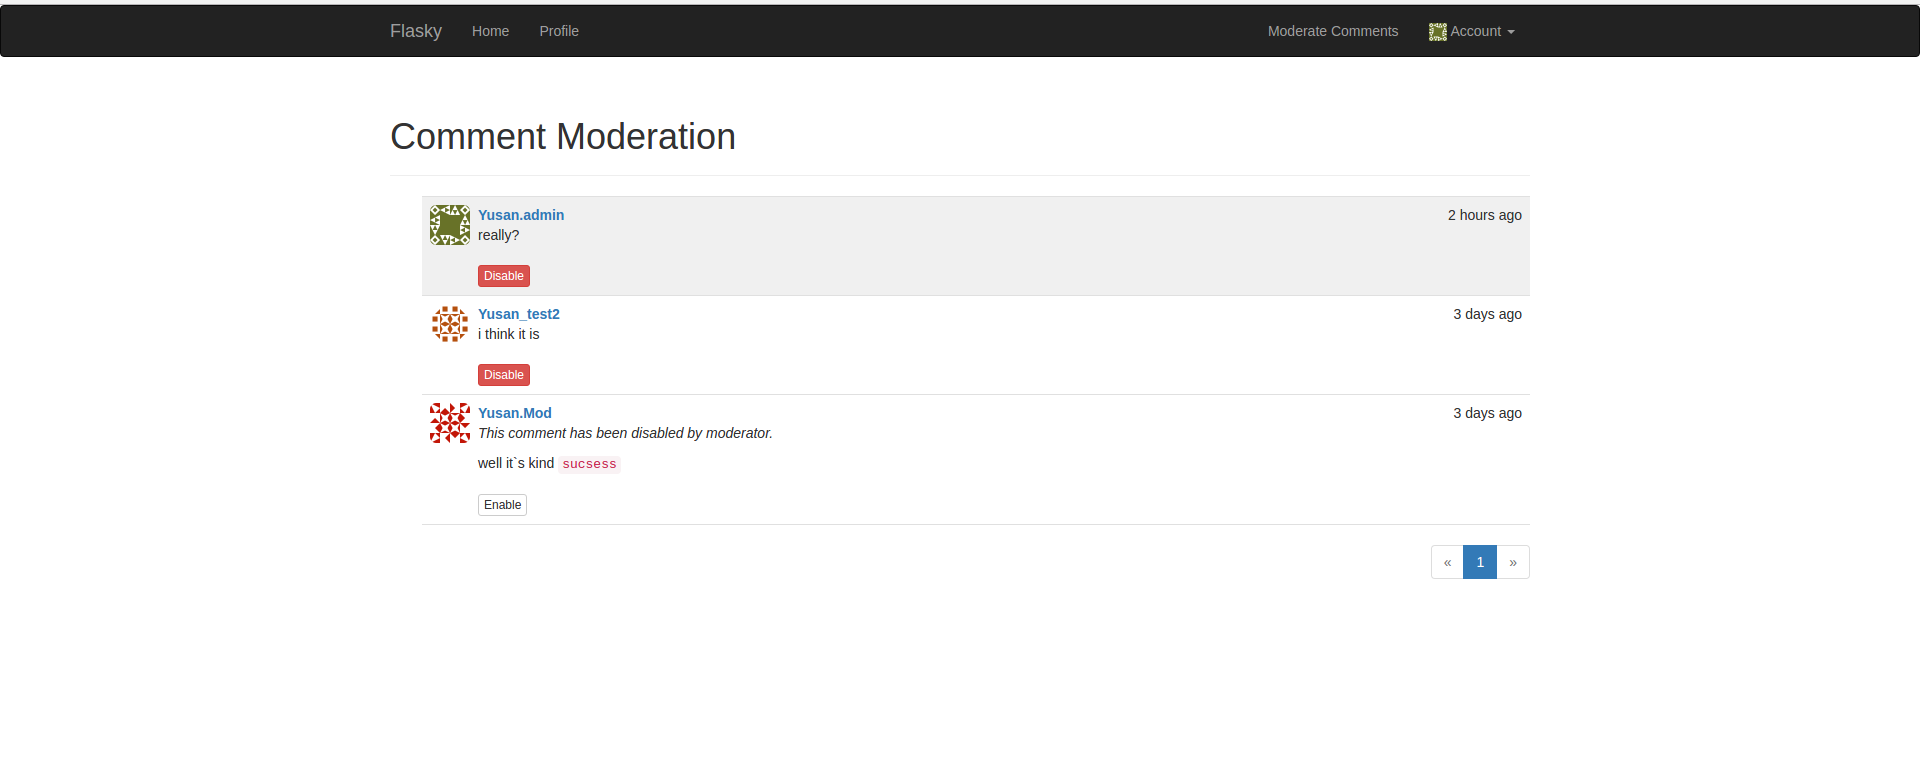 Flasky Home Profile Moderate Comments Account
Comment Moderation
Yusan.admin 2 hours ago
really?
Disable
Yusan_test2 3 days ago
i think it is
Disable
Yusan.Mod 3 days ago
This comment has been disabled by moderator.
well it`s kind sucsess
Enable
« 1 »